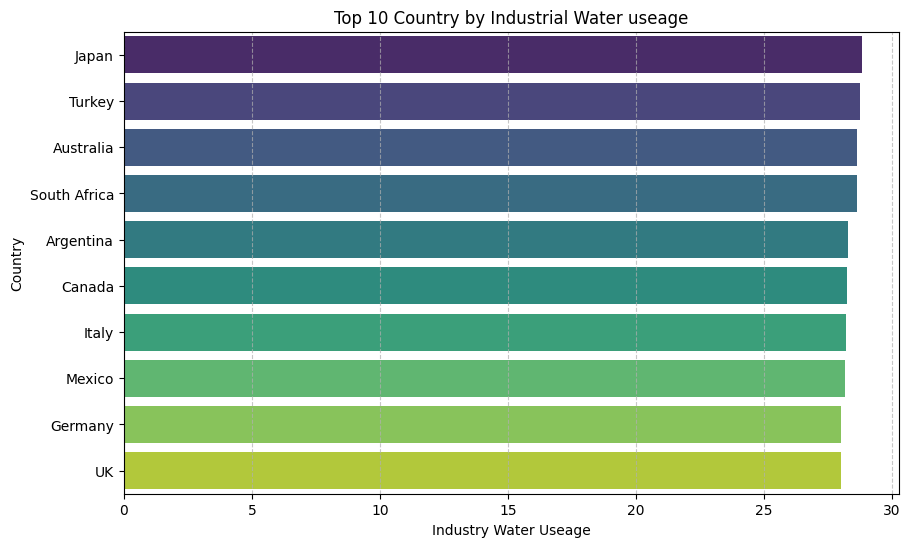 Top 10 Country by Industrial Water useage
Country
Japan
Turkey
Australia
South Africa
Argentina
Canada
Italy
Mexico
Germany
UK
0 5 10 15 20 25 30
Industry Water Useage